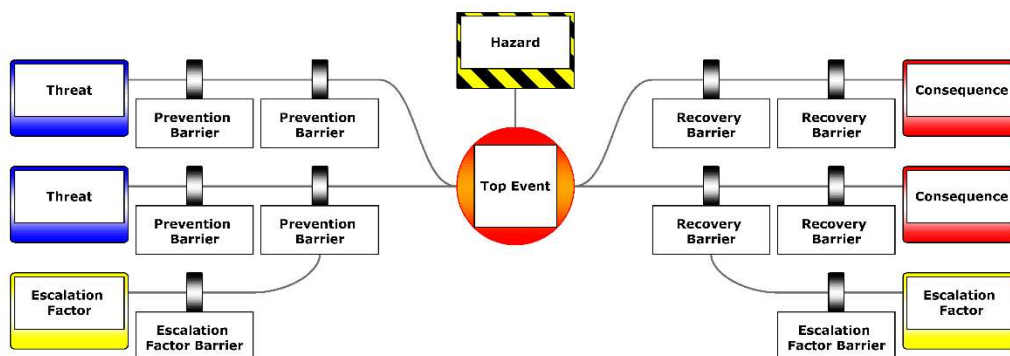 Hazard
Threat
Prevention
Barrier
Prevention
Barrier
Recovery
Barrier
Recovery
Barrier
Consequence
Top Event
Threat
Prevention
Barrier
Prevention
Barrier
Recovery
Barrier
Recovery
Barrier
Consequence
Escalation
Factor
Escalation
Factor Barrier
Escalation
Factor Barrier
Escalation
Factor